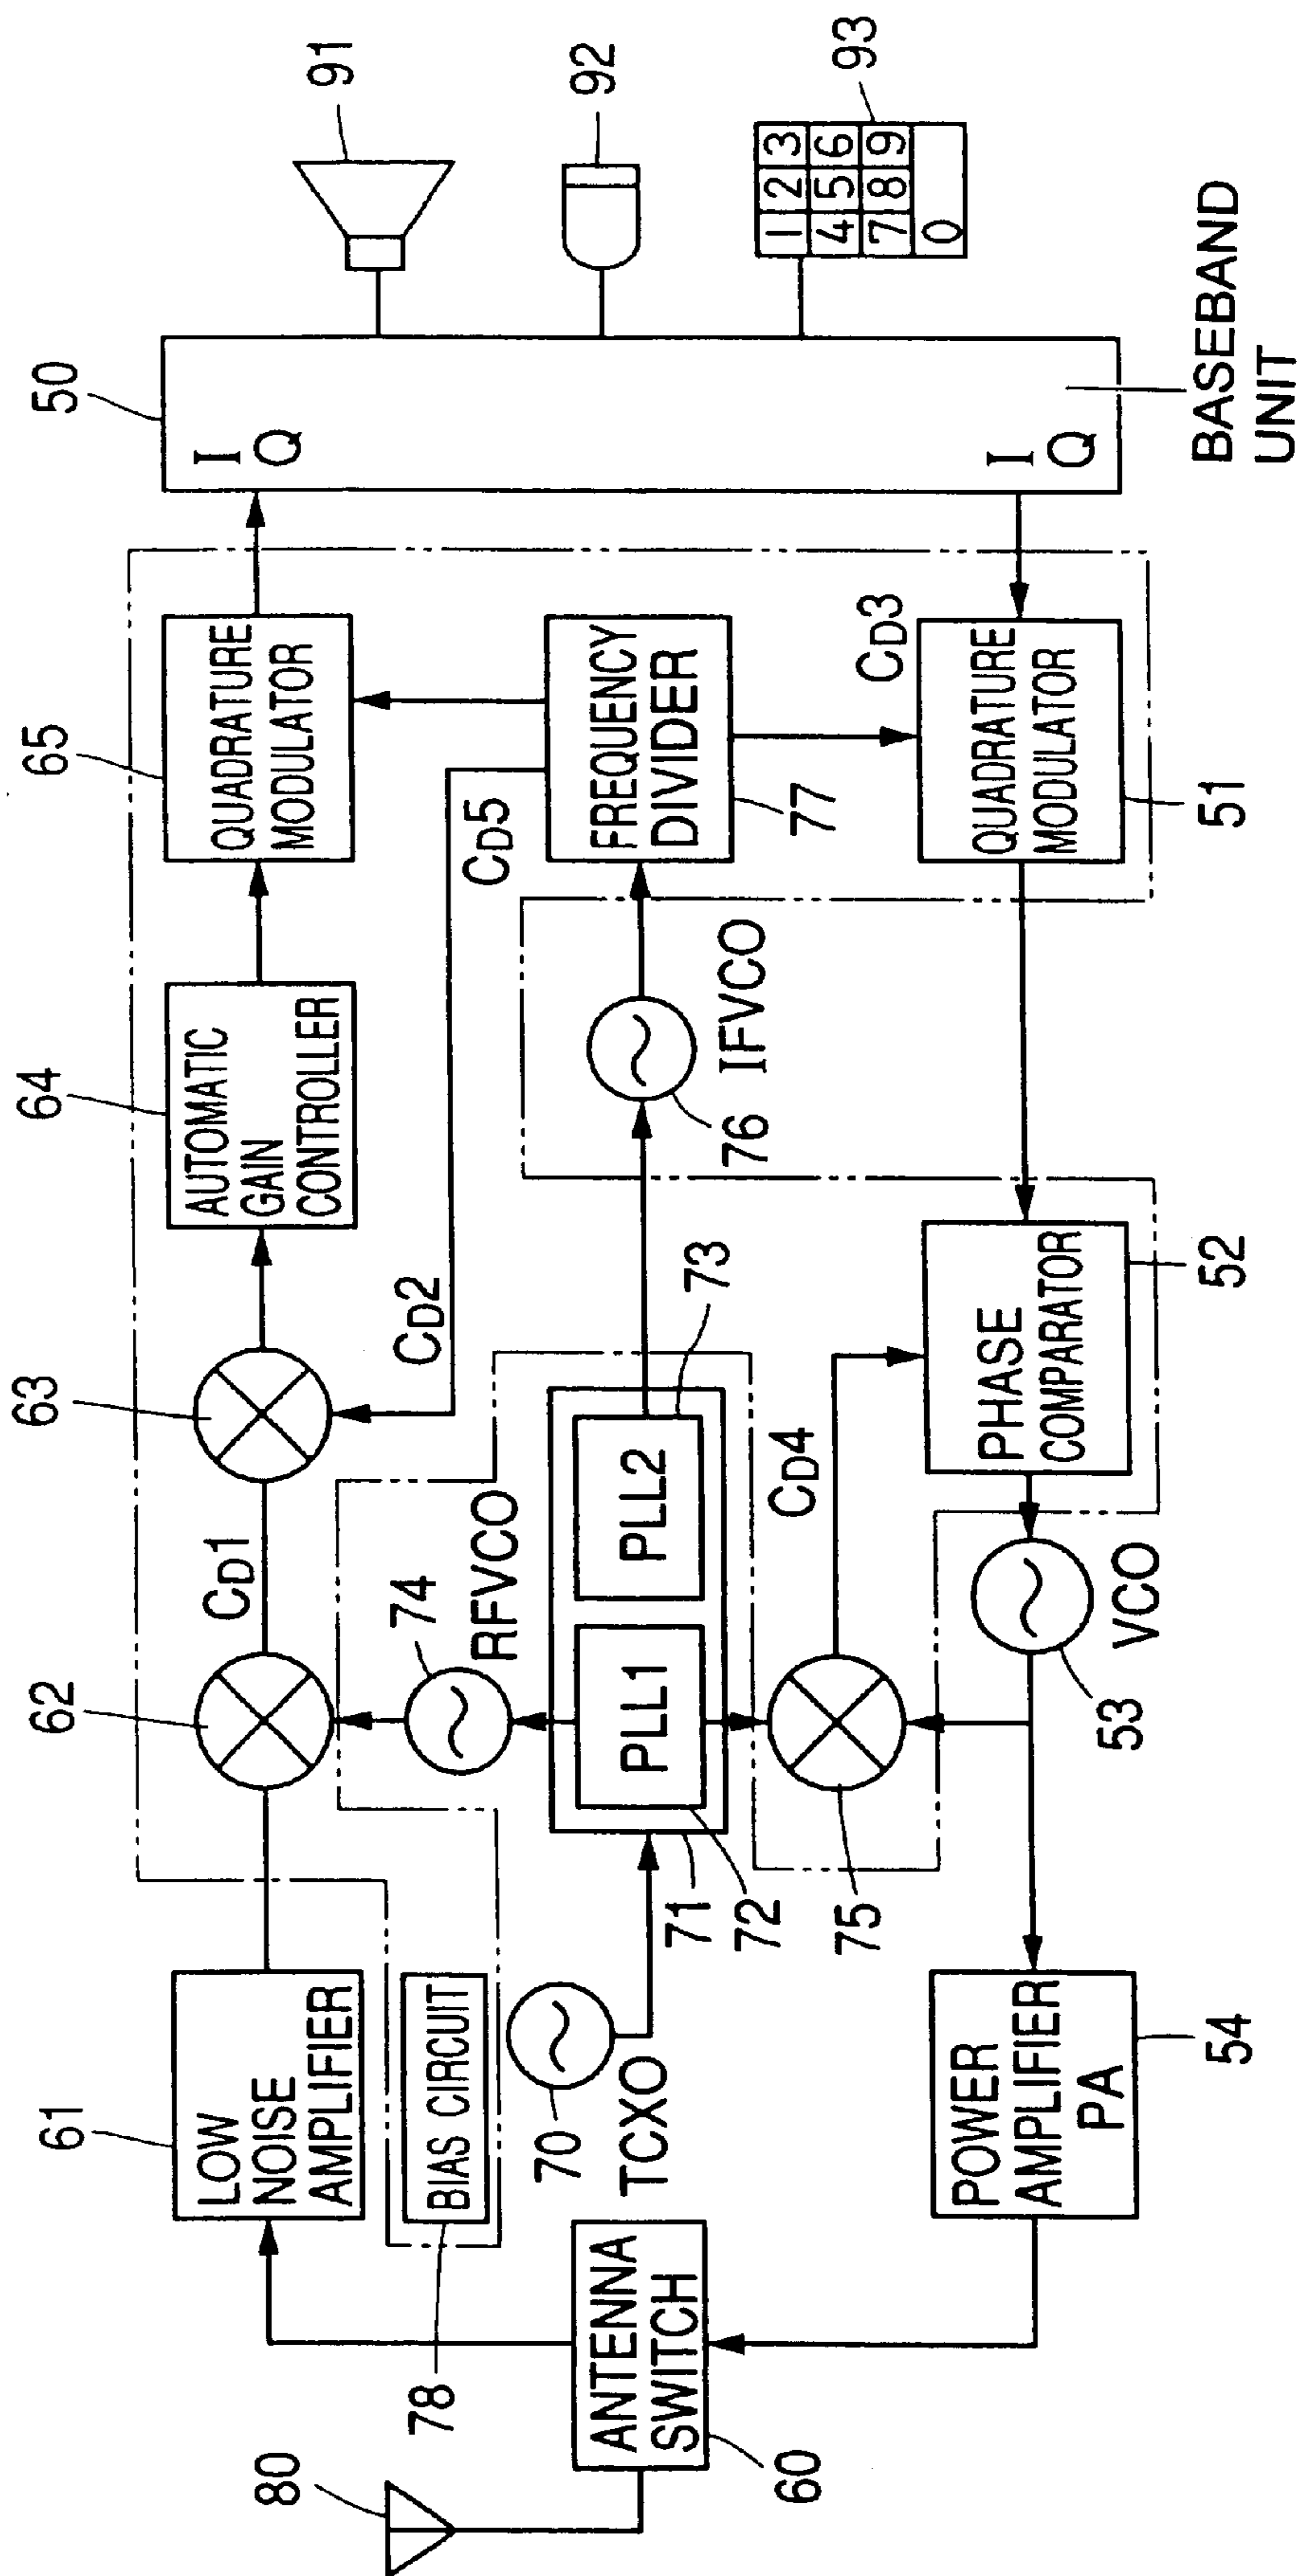 80
ANTENNA
SWITCH
60
61
LOW
NOISE
AMPLIFIER
BIAS CIRCUIT
78
70
TCXO
POWER
AMPLIFIER
PA
54
62
CD1
63
74
RFVCO
PLL1
PLL2
71
72
73
75
CD4
53
VCO
CD2
64
AUTOMATIC
GAIN
CONTROLLER
76
IFVCO
PHASE
COMPARATOR
52
65
QUADRATURE
MODULATOR
CD5
FREQUENCY
DIVIDER
77
CD3
QUADRATURE
MODULATOR
51
50
I
Q
I
Q
BASEBAND
UNIT
91
92
93
1 2 3
4 5 6
7 8 9
0